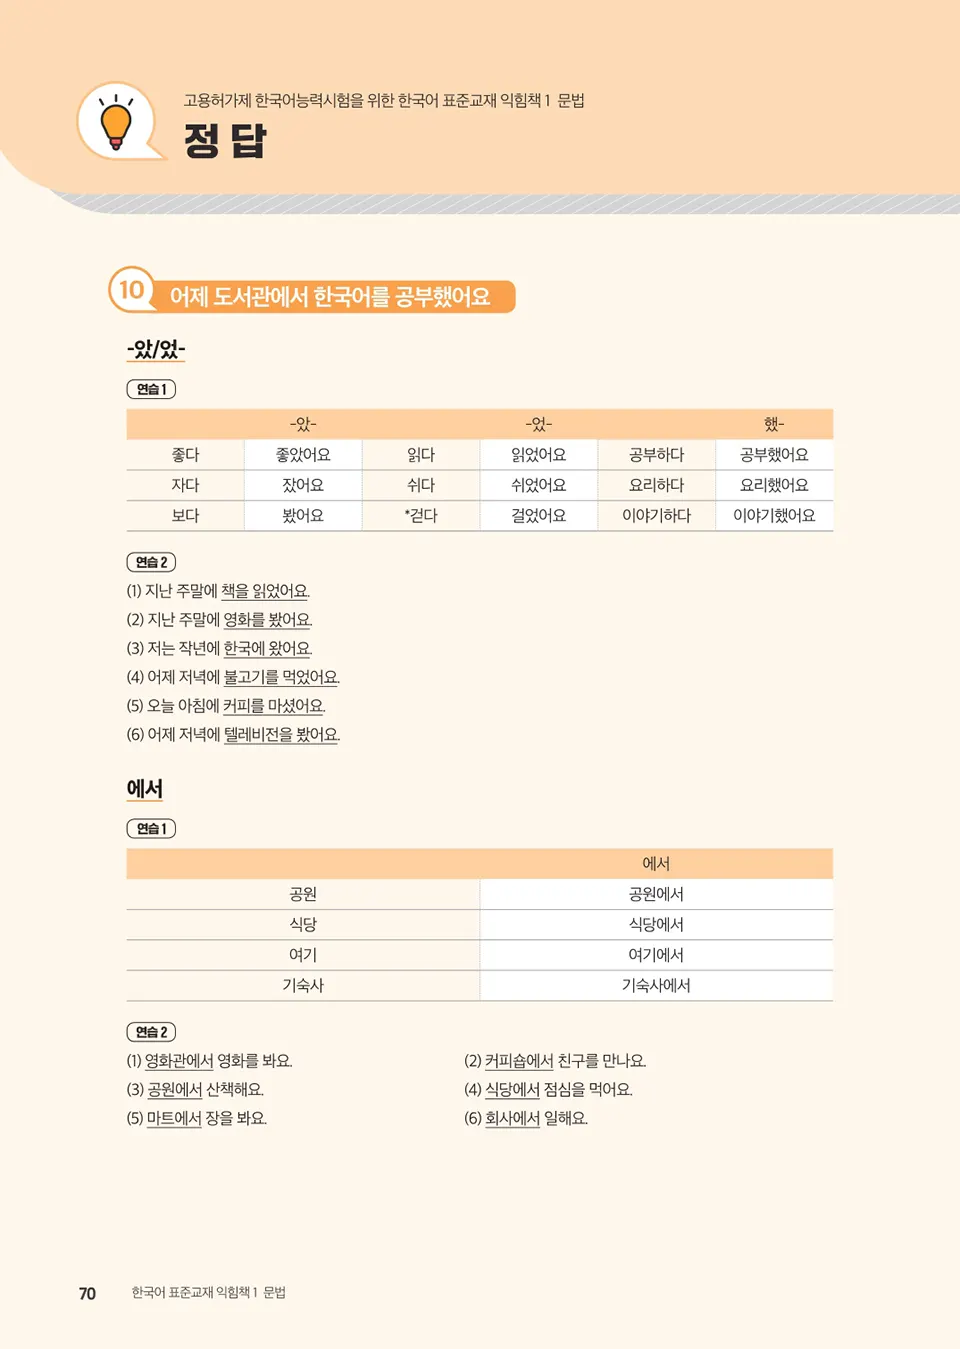 고용허가제 한국어능력시험을 위한 한국어 표준교재 익힘책 1 문법
정답
10 어제 도서관에서 한국어를 공부했어요
-았/었-
연습 1
-았- -었- 했-
좋다 좋았어요 읽다 읽었어요 공부하다 공부했어요
자다 잤어요 쉬다 쉬었어요 요리하다 요리했어요
보다 봤어요 *걷다 걸었어요 이야기하다 이야기했어요
연습 2
(1) 지난 주말에 책을 읽었어요.
(2) 지난 주말에 영화를 봤어요.
(3) 저는 작년에 한국에 왔어요.
(4) 어제 저녁에 불고기를 먹었어요.
(5) 오늘 아침에 커피를 마셨어요.
(6) 어제 저녁에 텔레비전을 봤어요.
에서
연습 1
에서
공원 공원에서
식당 식당에서
여기 여기에서
기숙사 기숙사에서
연습 2
(1) 영화관에서 영화를 봐요. (2) 커피숍에서 친구를 만나요.
(3) 공원에서 산책해요. (4) 식당에서 점심을 먹어요.
(5) 마트에서 장을 봐요. (6) 회사에서 일해요.
70 한국어 표준교재 익힘책 1 문법